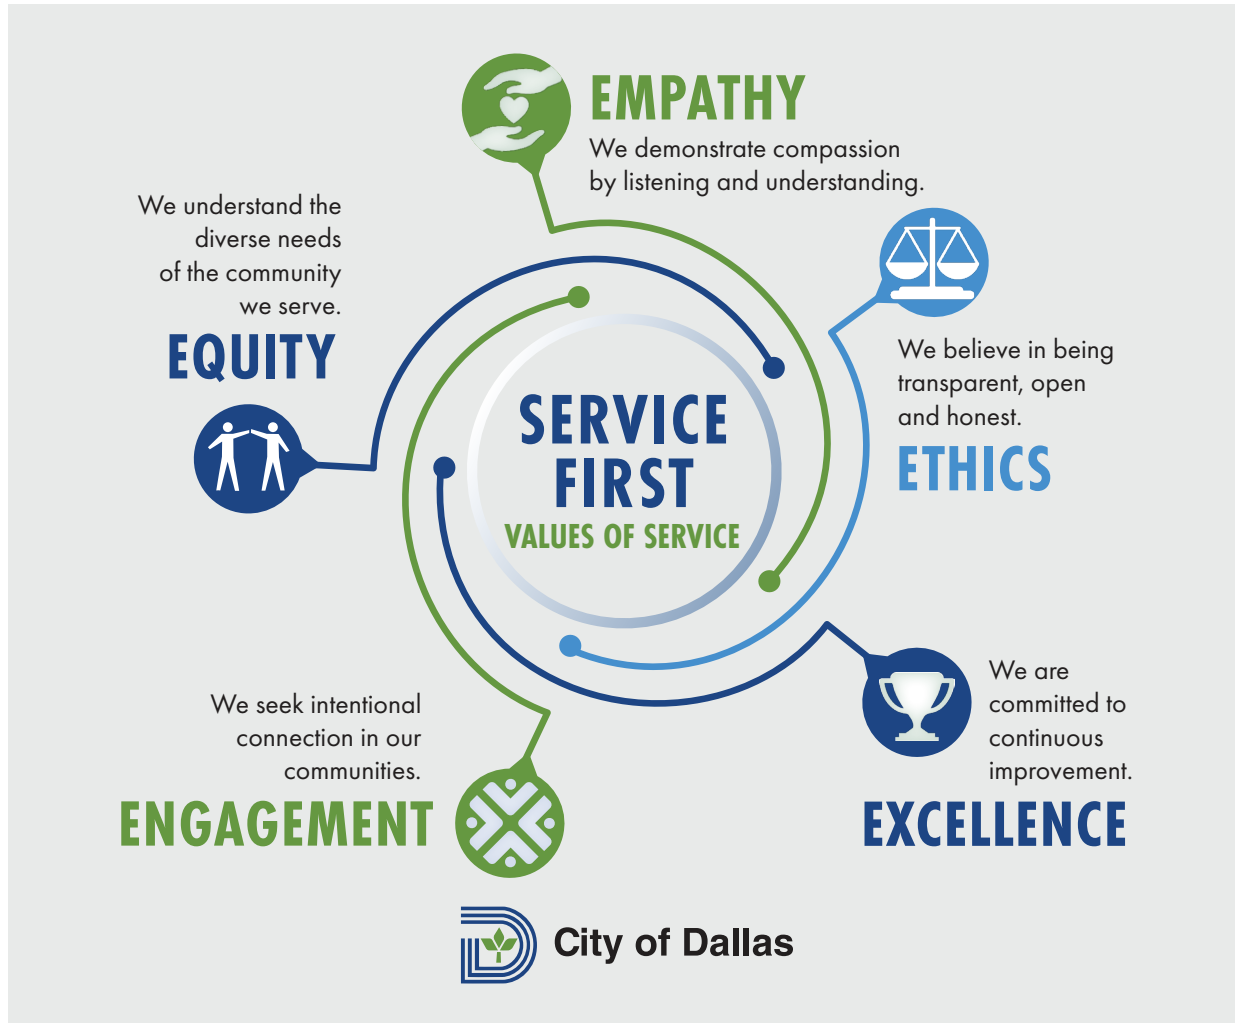 EMPATHY
We demonstrate compassion
by listening and understanding.
We understand the
diverse needs
of the community
we serve.
EQUITY
We believe in being
transparent, open
and honest.
ETHICS
SERVICE
FIRST
VALUES OF SERVICE
We are
committed to
continuous
improvement.
EXCELLENCE
We seek intentional
connection in our
communities.
ENGAGEMENT
City of Dallas